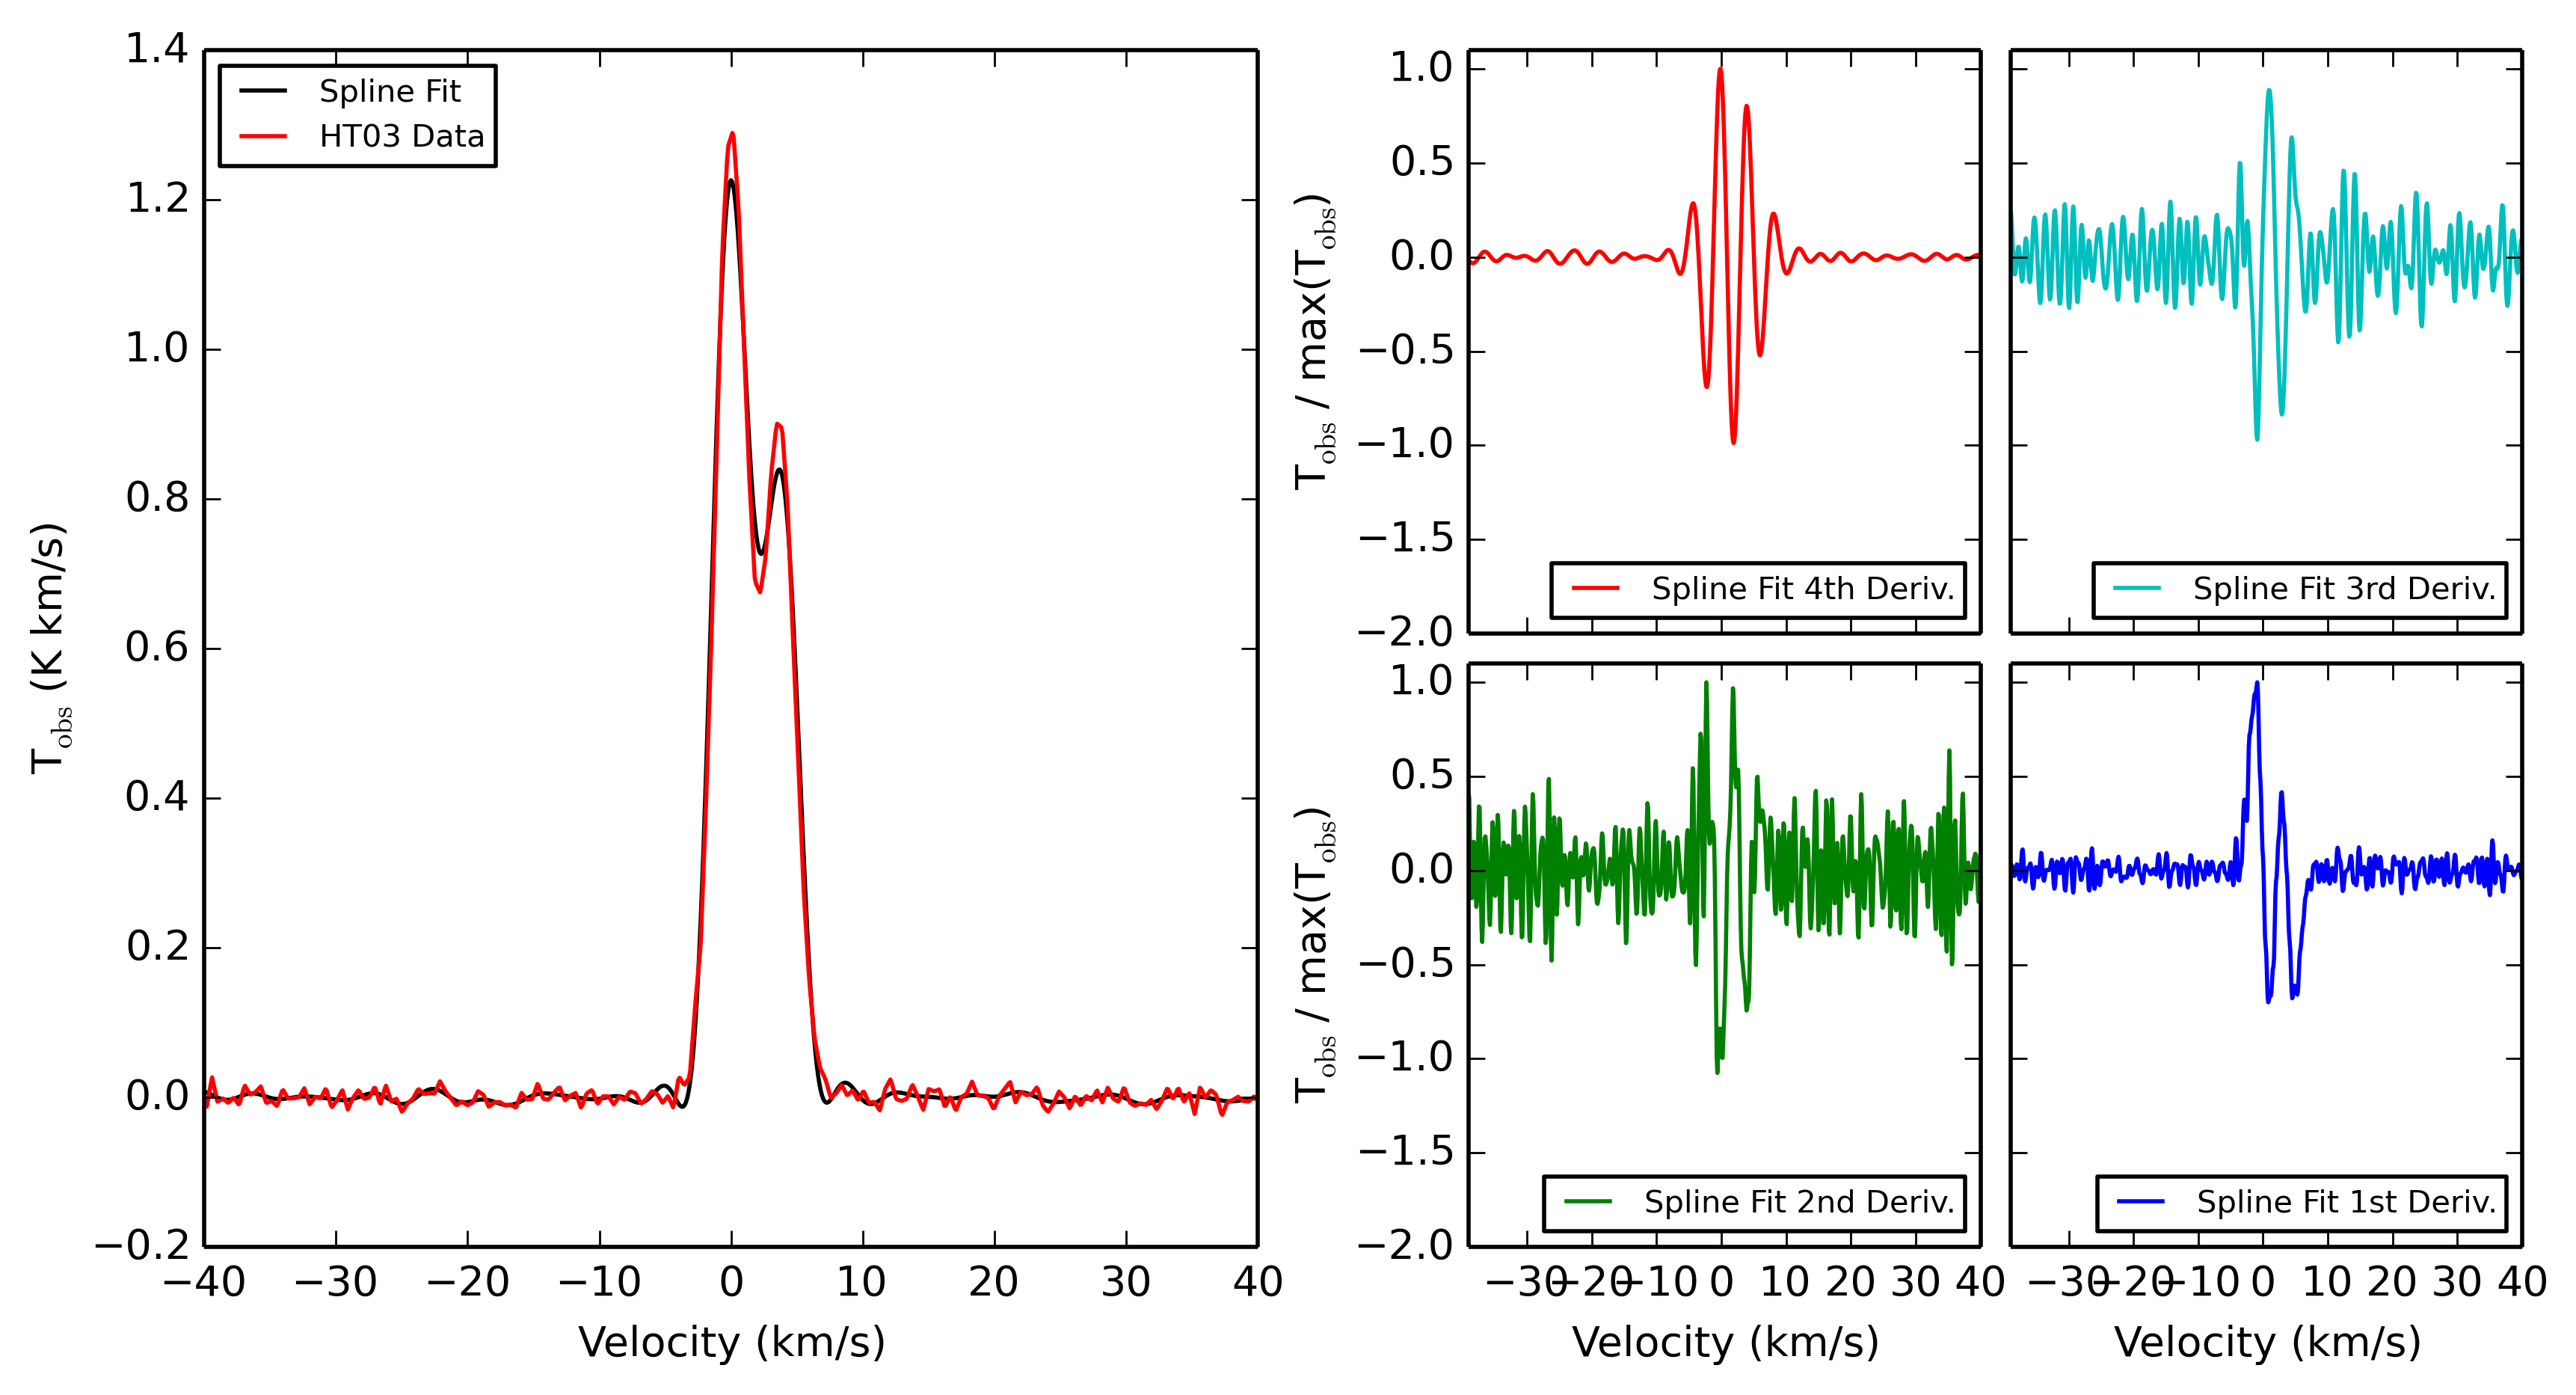 1.4
1.2
1.0
0.8
0.6
0.4
0.2
0.0
−0.2
T_obs (K km/s)
Spline Fit
HT03 Data
−40 −30 −20 −10 0 10 20 30 40
Velocity (km/s)
1.0
0.5
0.0
−0.5
−1.0
−1.5
−2.0
T_obs / max(T_obs)
Spline Fit 4th Deriv.
Spline Fit 3rd Deriv.
1.0
0.5
0.0
−0.5
−1.0
−1.5
−2.0
T_obs / max(T_obs)
Spline Fit 2nd Deriv.
−30 −20 −10 0 10 20 30 40
Velocity (km/s)
Spline Fit 1st Deriv.
−30 −20 −10 0 10 20 30 40
Velocity (km/s)